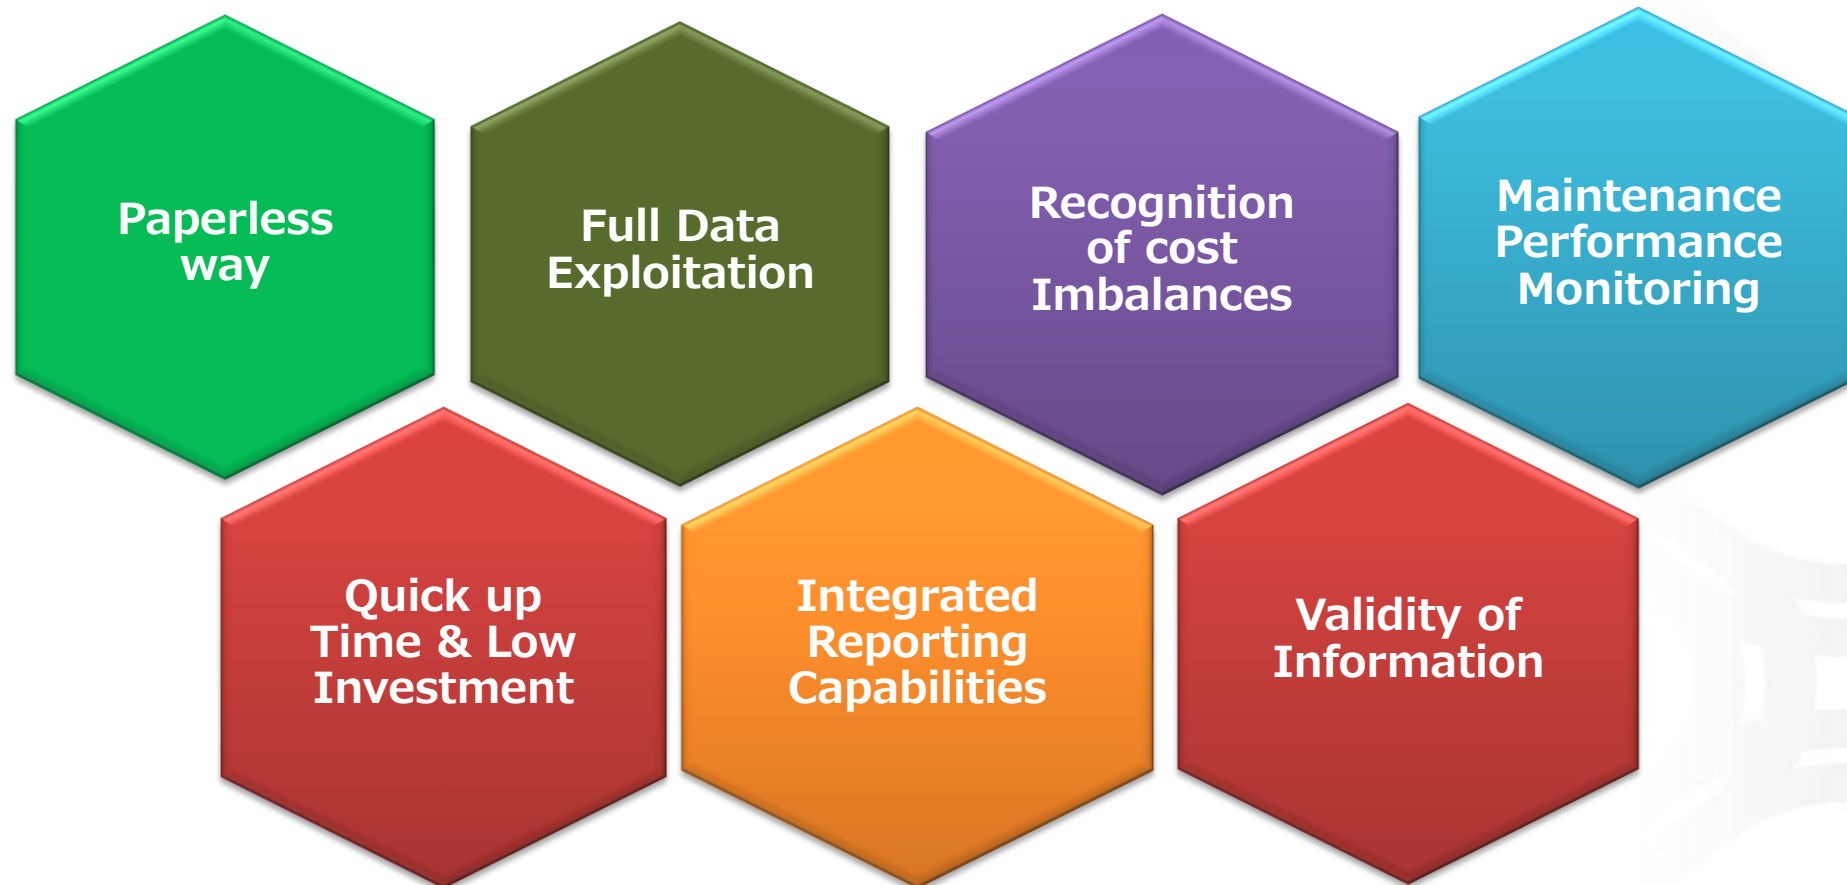 Paperless
way
Full Data
Exploitation
Recognition
of cost
Imbalances
Maintenance
Performance
Monitoring
Quick up
Time & Low
Investment
Integrated
Reporting
Capabilities
Validity of
Information